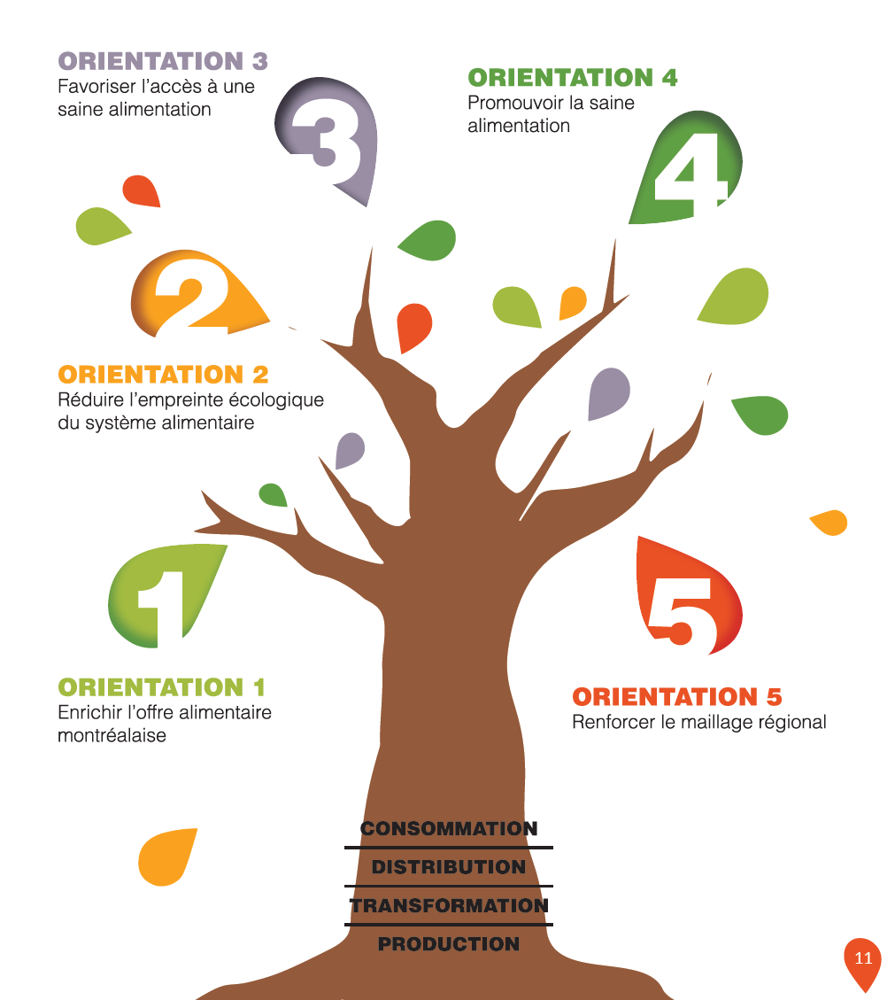 ORIENTATION 3
Favoriser l'accès à une
saine alimentation
3
ORIENTATION 4
Promouvoir la saine
alimentation
4
2
ORIENTATION 2
Réduire l'empreinte écologique
du système alimentaire
1
ORIENTATION 1
Enrichir l'offre alimentaire
montréalaise
5
ORIENTATION 5
Renforcer le maillage régional
CONSOMMATION
DISTRIBUTION
TRANSFORMATION
PRODUCTION
11